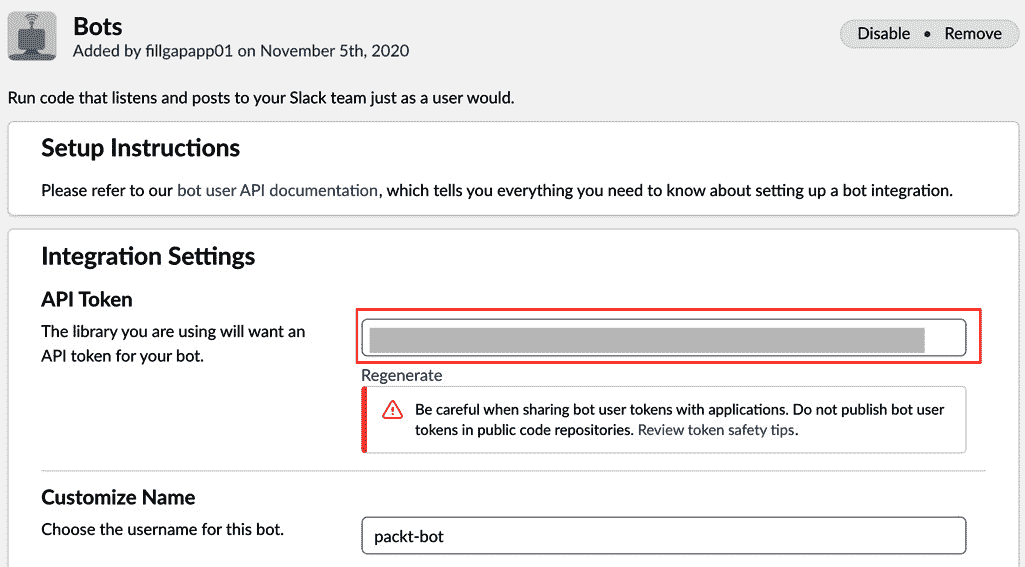 Bots
Added by fillgapapp01 on November 5th, 2020
Disable • Remove
Run code that listens and posts to your Slack team just as a user would.
Setup Instructions
Please refer to our bot user API documentation, which tells you everything you need to know about setting up a bot integration.
Integration Settings
API Token
The library you are using will want an
API token for your bot.
Regenerate
Be careful when sharing bot user tokens with applications. Do not publish bot user
tokens in public code repositories. Review token safety tips.
Customize Name
Choose the username for this bot.
packt-bot